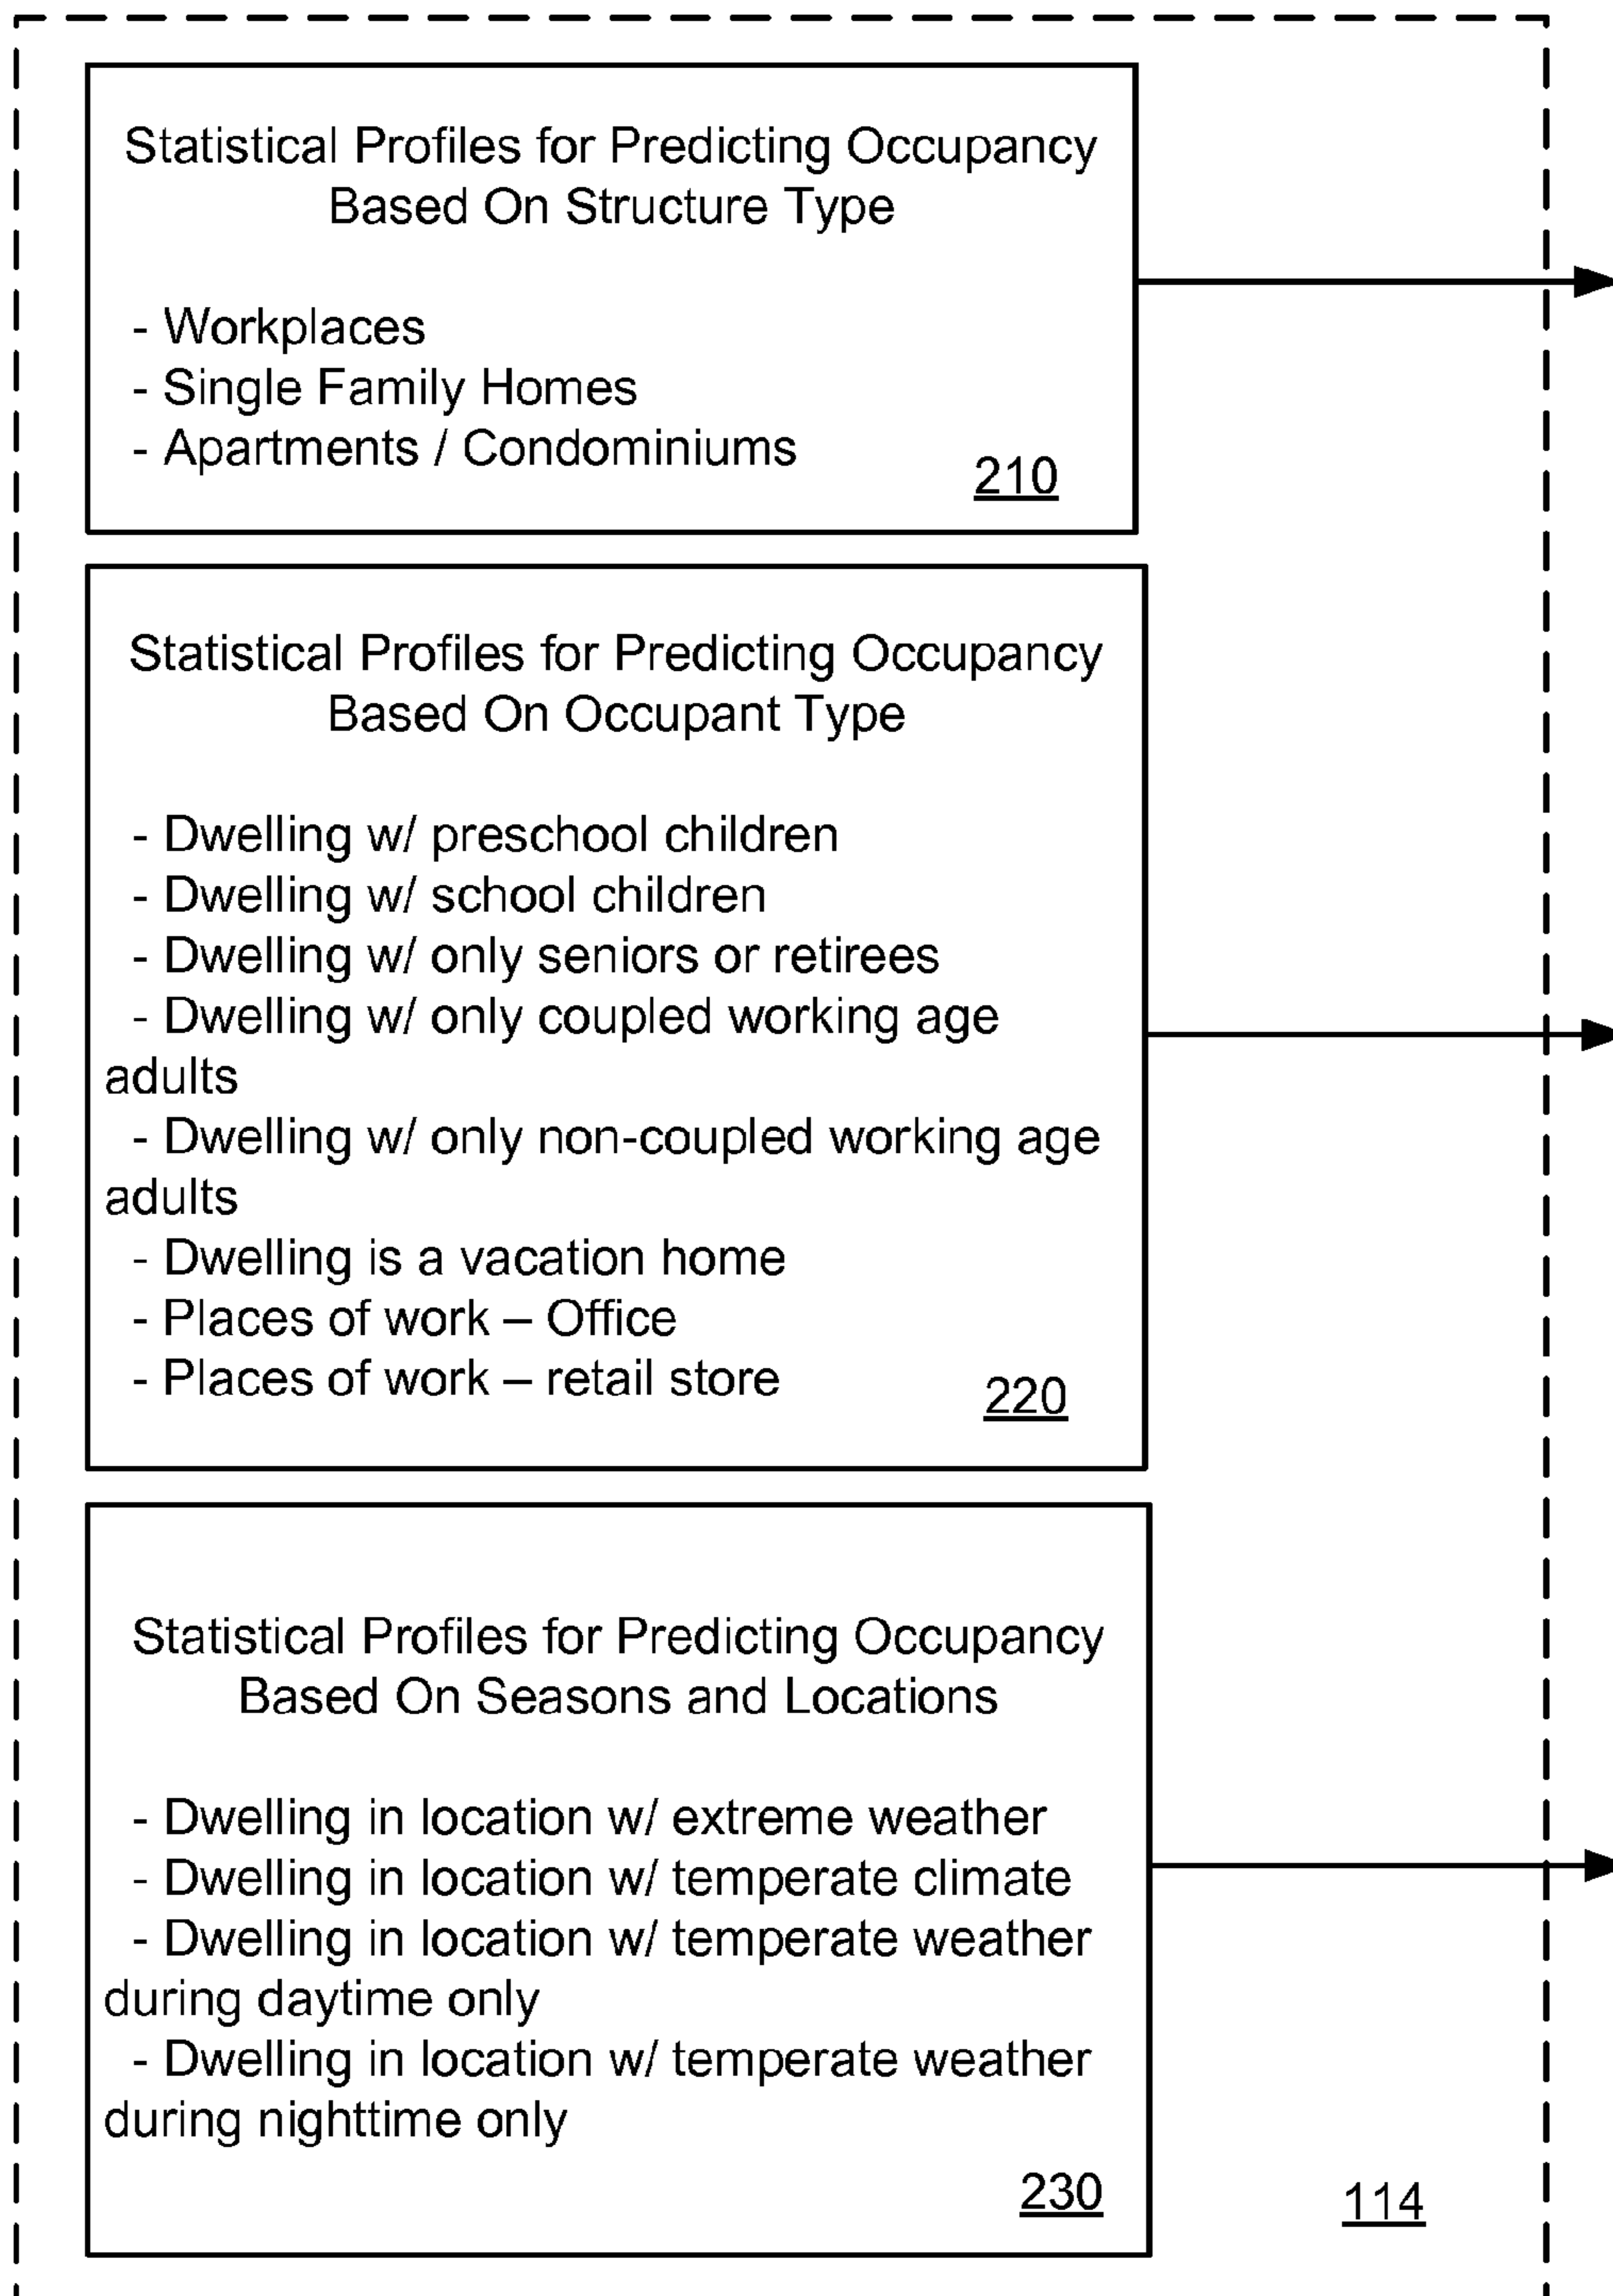 Statistical Profiles for Predicting Occupancy
Based On Structure Type
- Workplaces
- Single Family Homes
- Apartments / Condominiums
210
Statistical Profiles for Predicting Occupancy
Based On Occupant Type
- Dwelling w/ preschool children
- Dwelling w/ school children
- Dwelling w/ only seniors or retirees
- Dwelling w/ only coupled working age
adults
- Dwelling w/ only non-coupled working age
adults
- Dwelling is a vacation home
- Places of work – Office
- Places of work – retail store
220
Statistical Profiles for Predicting Occupancy
Based On Seasons and Locations
- Dwelling in location w/ extreme weather
- Dwelling in location w/ temperate climate
- Dwelling in location w/ temperate weather
during daytime only
- Dwelling in location w/ temperate weather
during nighttime only
230
114